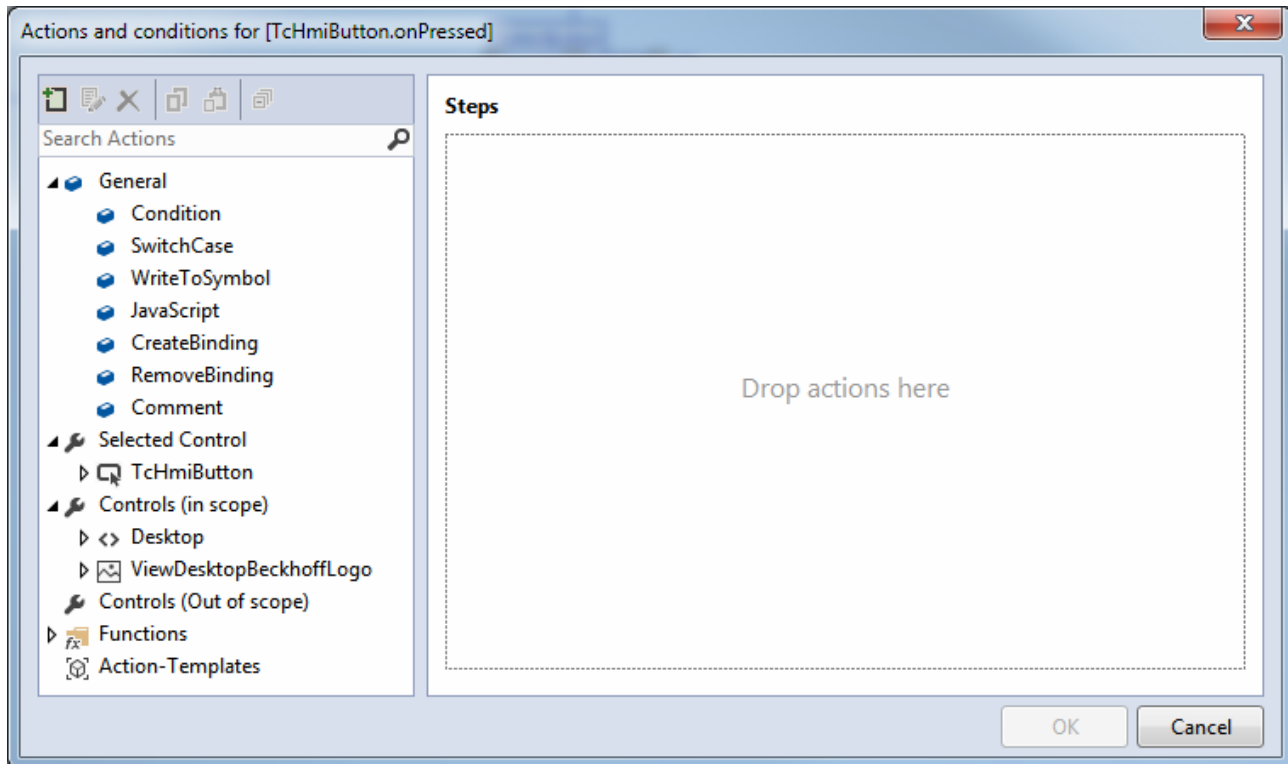 Actions and conditions for [TcHmiButton.onPressed]
Search Actions
General
Condition
SwitchCase
WriteToSymbol
JavaScript
CreateBinding
RemoveBinding
Comment
Selected Control
TcHmiButton
Controls (in scope)
Desktop
ViewDesktopBeckhoffLogo
Controls (Out of scope)
fx Functions
Action-Templates
Steps
Drop actions here
OK
Cancel